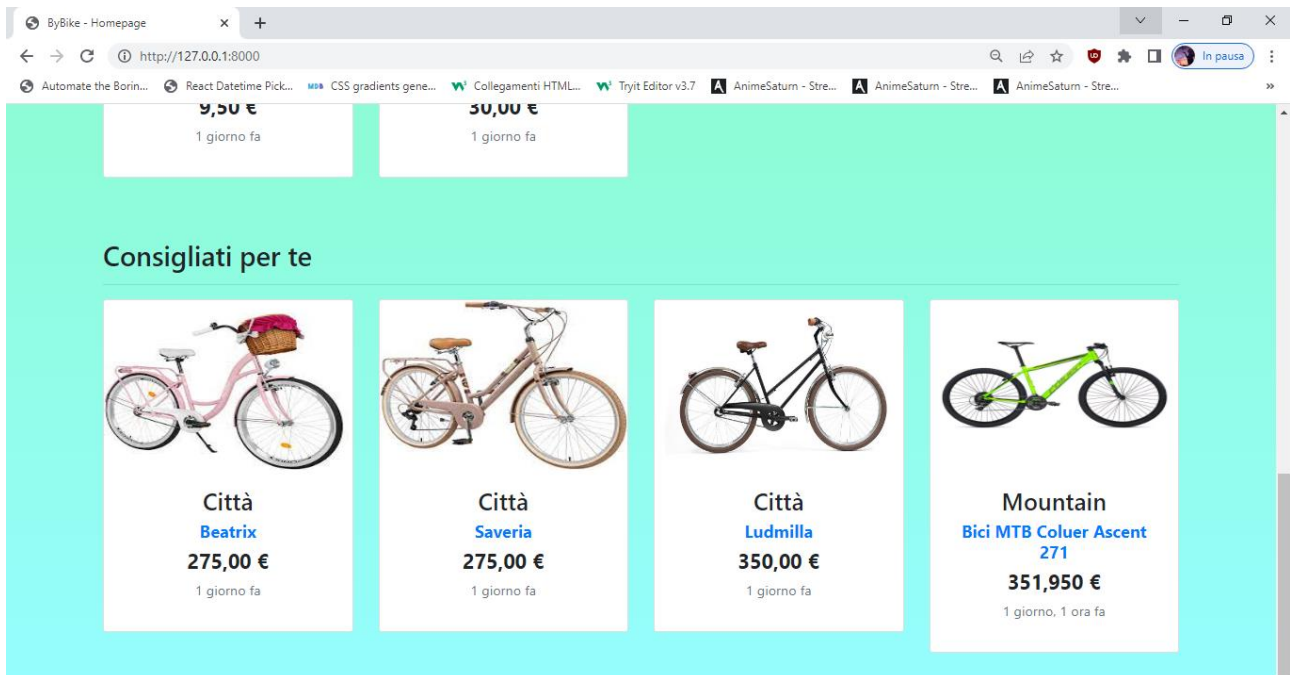 ByBike - Homepage
http://127.0.0.1:8000
In pausa
Automate the Borin...
React Datetime Pick...
CSS gradients gene...
Collegamenti HTML...
Tryit Editor v3.7
AnimeSaturn - Stre...
AnimeSaturn - Stre...
AnimeSaturn - Stre...
9,50 €
30,00 €
1 giorno fa
1 giorno fa
Consigliati per te
Città
Beatrix
275,00 €
1 giorno fa
Città
Saveria
275,00 €
1 giorno fa
Città
Ludmilla
350,00 €
1 giorno fa
Mountain
Bici MTB Coluer Ascent
271
351,950 €
1 giorno, 1 ora fa